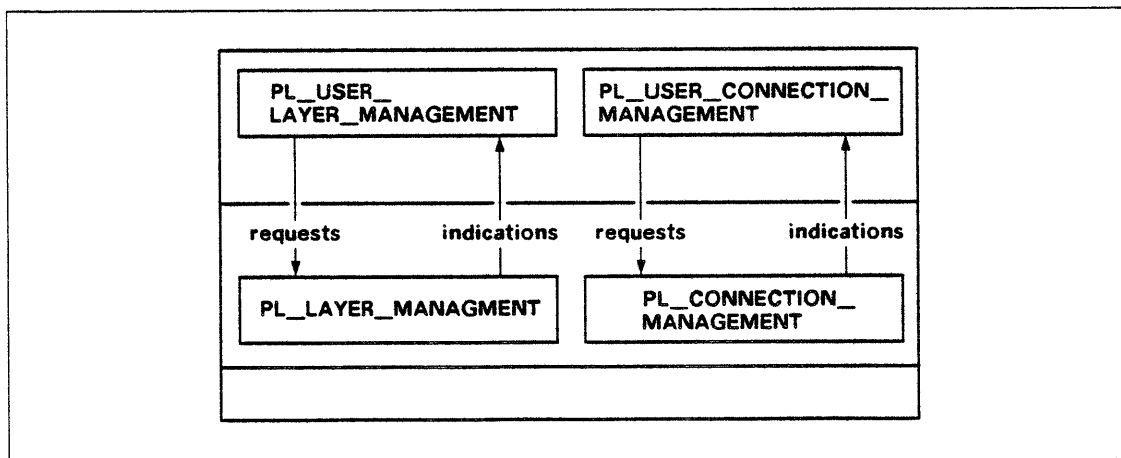 PL_USER_
LAYER_MANAGEMENT
PL_USER_CONNECTION_
MANAGEMENT
requests
indications
requests
indications
PL_LAYER_MANAGMENT
PL_CONNECTION_
MANAGEMENT